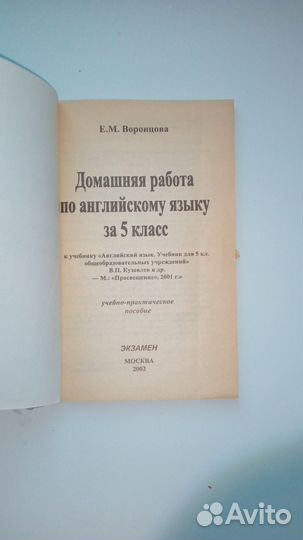 Е.М. Воронцова
Домашняя работа
по английскому языку
за 5 класс
к учебнику «Английский язык. Учебник для 5 кл.
общеобразовательных учреждений»
В.П. Кузовлев и др.
— М.: «Просвещение», 2001 г.»
учебно-практическое
пособие
ЭКЗАМЕН
МОСКВА
2002
Avito